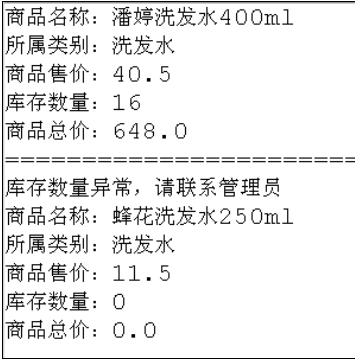 商品名称：潘婷洗发水400ml
所属类别：洗发水
商品售价：40.5
库存数量：16
商品总价：648.0
=======================
库存数量异常，请联系管理员
商品名称：蜂花洗发水250ml
所属类别：洗发水
商品售价：11.5
库存数量：0
商品总价：0.0